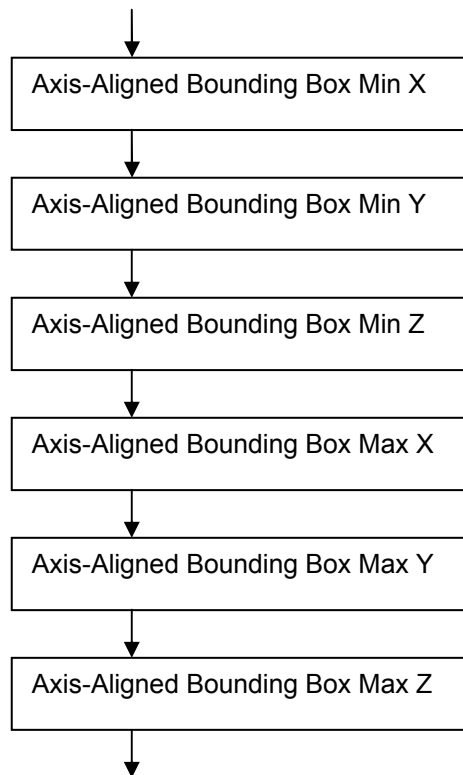 Axis-Aligned Bounding Box Min X
Axis-Aligned Bounding Box Min Y
Axis-Aligned Bounding Box Min Z
Axis-Aligned Bounding Box Max X
Axis-Aligned Bounding Box Max Y
Axis-Aligned Bounding Box Max Z